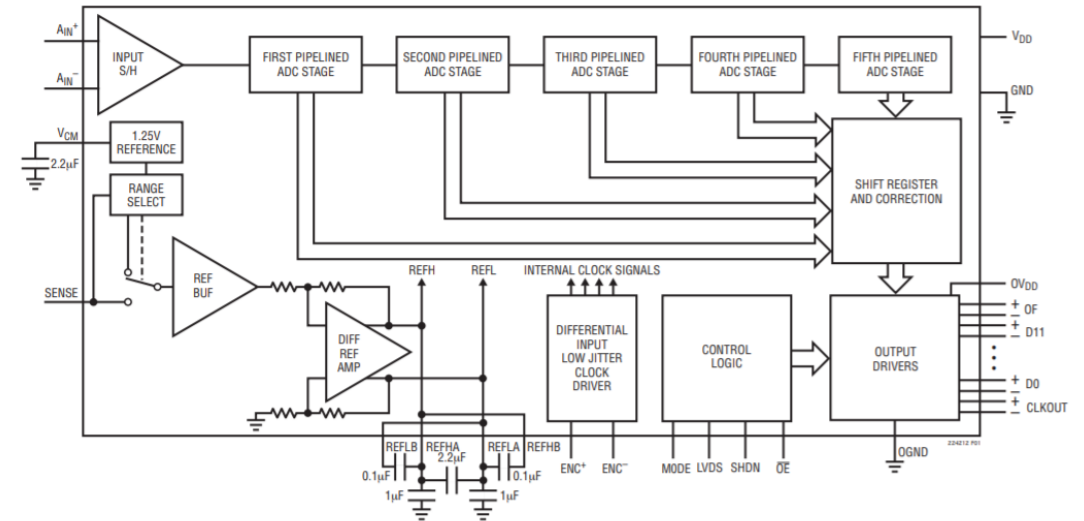 AIN+
AIN−
INPUT
S/H
FIRST PIPELINED
ADC STAGE
SECOND PIPELINED
ADC STAGE
THIRD PIPELINED
ADC STAGE
FOURTH PIPELINED
ADC STAGE
FIFTH PIPELINED
ADC STAGE
VDD
GND
VCM
2.2µF
1.25V
REFERENCE
RANGE
SELECT
SHIFT REGISTER
AND CORRECTION
SENSE
REF
BUF
DIFF
REF
AMP
REFH
REFL
INTERNAL CLOCK SIGNALS
DIFFERENTIAL
INPUT
LOW JITTER
CLOCK
DRIVER
CONTROL
LOGIC
OUTPUT
DRIVERS
OVDD
+
− OF
+
− D11
+
− D0
+
− CLKOUT
224212 F01
REFLB
REFHA
REFLA
REFHB
2.2µF
0.1µF
0.1µF
1µF
1µF
ENC+
ENC−
MODE
LVDS
SHDN
O̅E̅
OGND